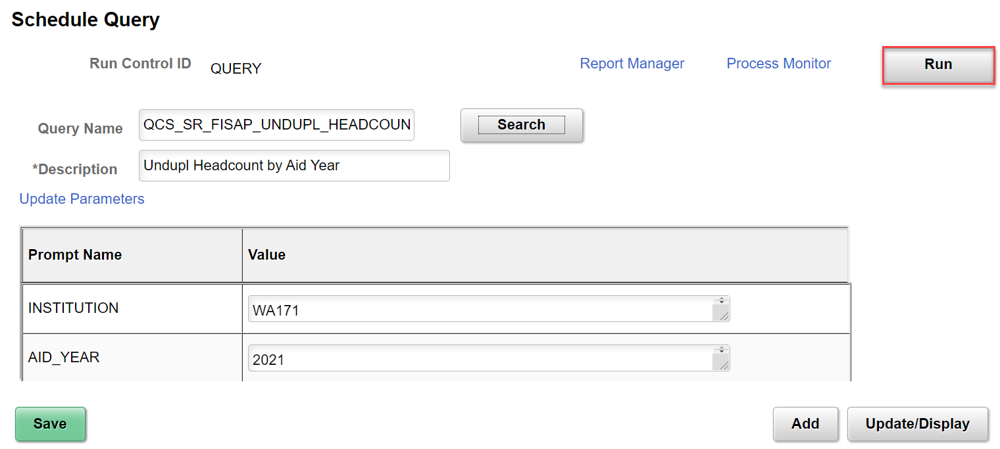 Schedule Query
Run Control ID QUERY Report Manager Process Monitor Run
Query Name QCS_SR_FISAP_UNDUPL_HEADCOUN Search
*Description Undupl Headcount by Aid Year
Update Parameters
Prompt Name Value
INSTITUTION WA171
AID_YEAR 2021
Save Add Update/Display